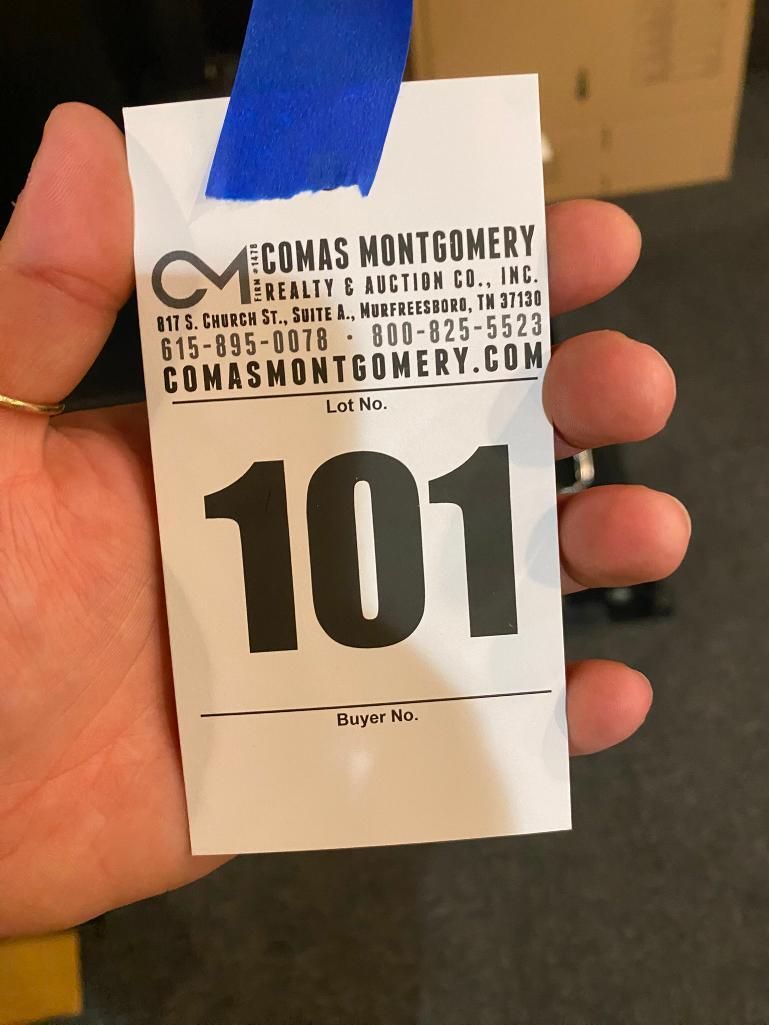 CM FIRM #1478 COMAS MONTGOMERY
REALTY & AUCTION CO., INC.
817 S. CHURCH ST., SUITE A., MURFREESBORO, TN 37130
615-895-0078 · 800-825-5523
COMASMONTGOMERY.COM
Lot No.
101
Buyer No.